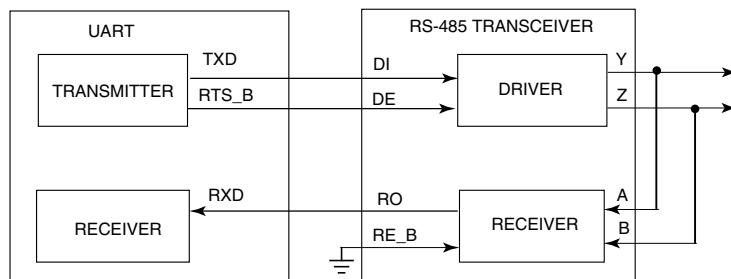 UART
RS-485 TRANSCEIVER
TXD
DI
Y
TRANSMITTER
DRIVER
RTS_B
DE
Z
RXD
RO
A
RECEIVER
RECEIVER
RE_B
B